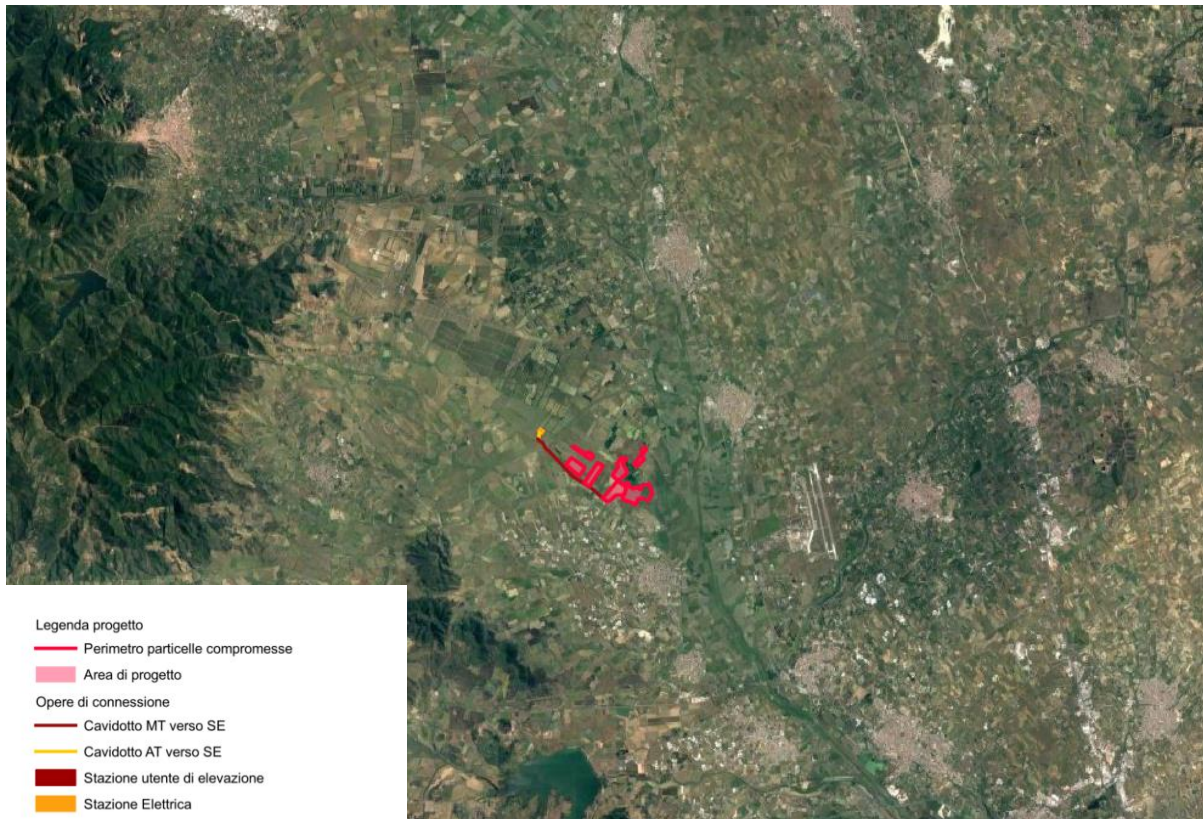 Legenda progetto
Perimetro particelle compromesse
Area di progetto
Opere di connessione
Cavidotto MT verso SE
Cavidotto AT verso SE
Stazione utente di elevazione
Stazione Elettrica